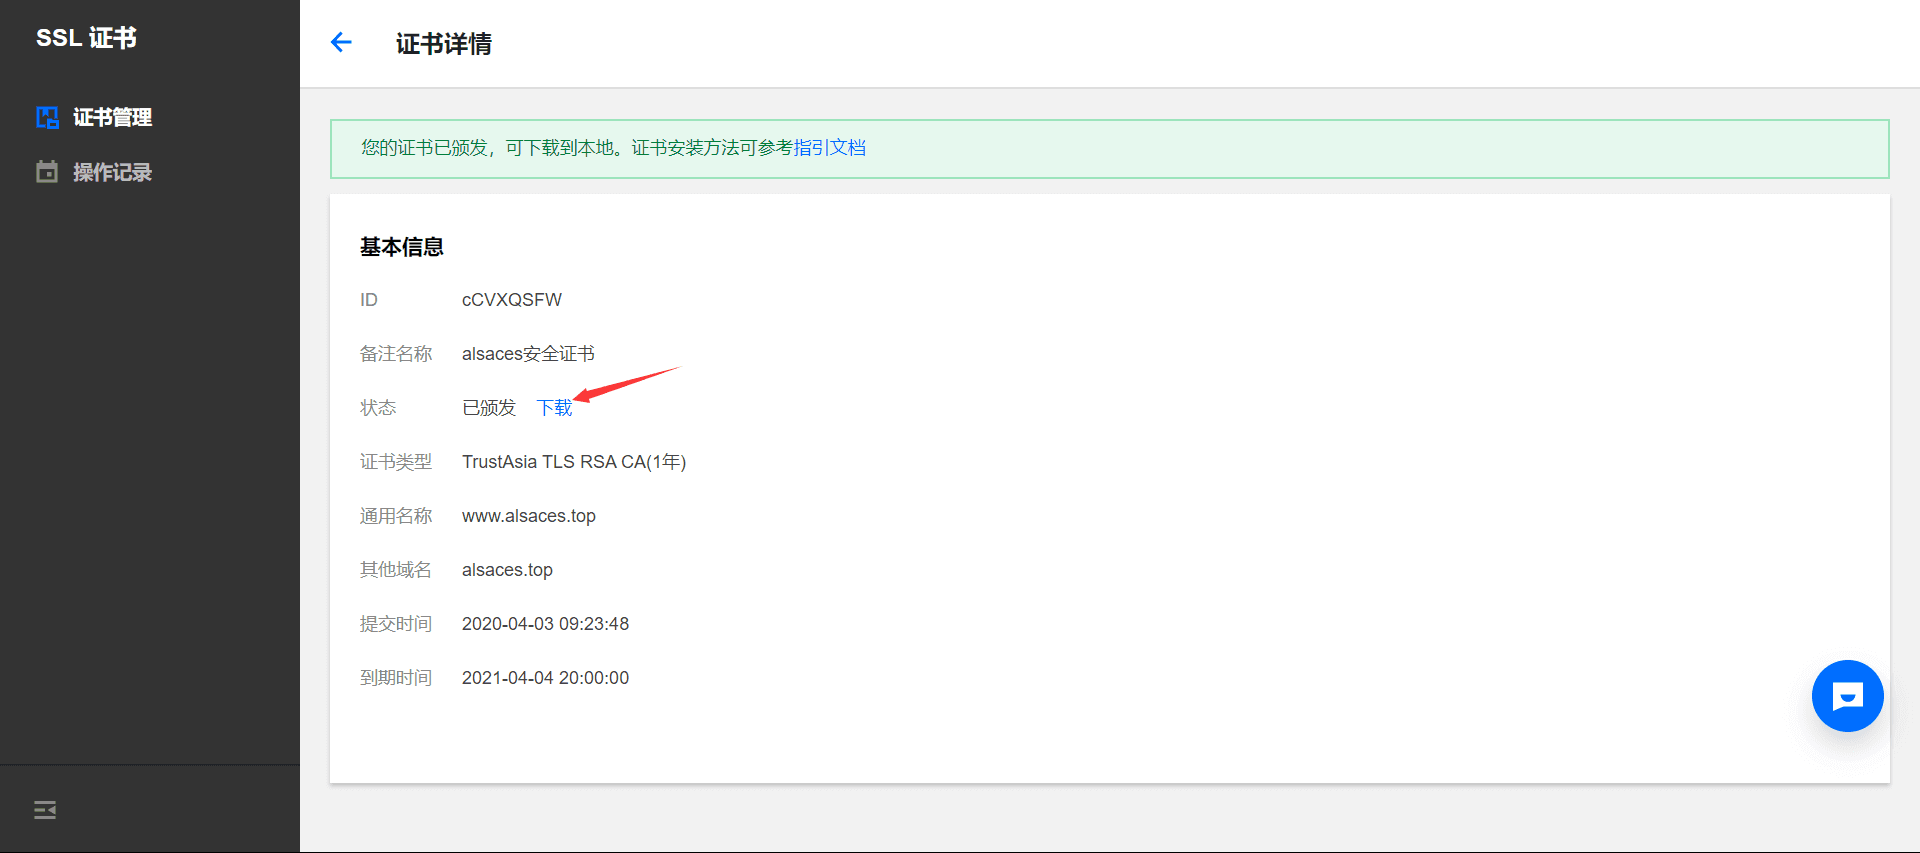 SSL 证书
证书管理
操作记录
证书详情
您的证书已颁发，可下载到本地。证书安装方法可参考指引文档
基本信息
ID cCVXQSFW
备注名称 alsaces安全证书
状态 已颁发 下载
证书类型 TrustAsia TLS RSA CA(1年)
通用名称 www.alsaces.top
其他域名 alsaces.top
提交时间 2020-04-03 09:23:48
到期时间 2021-04-04 20:00:00